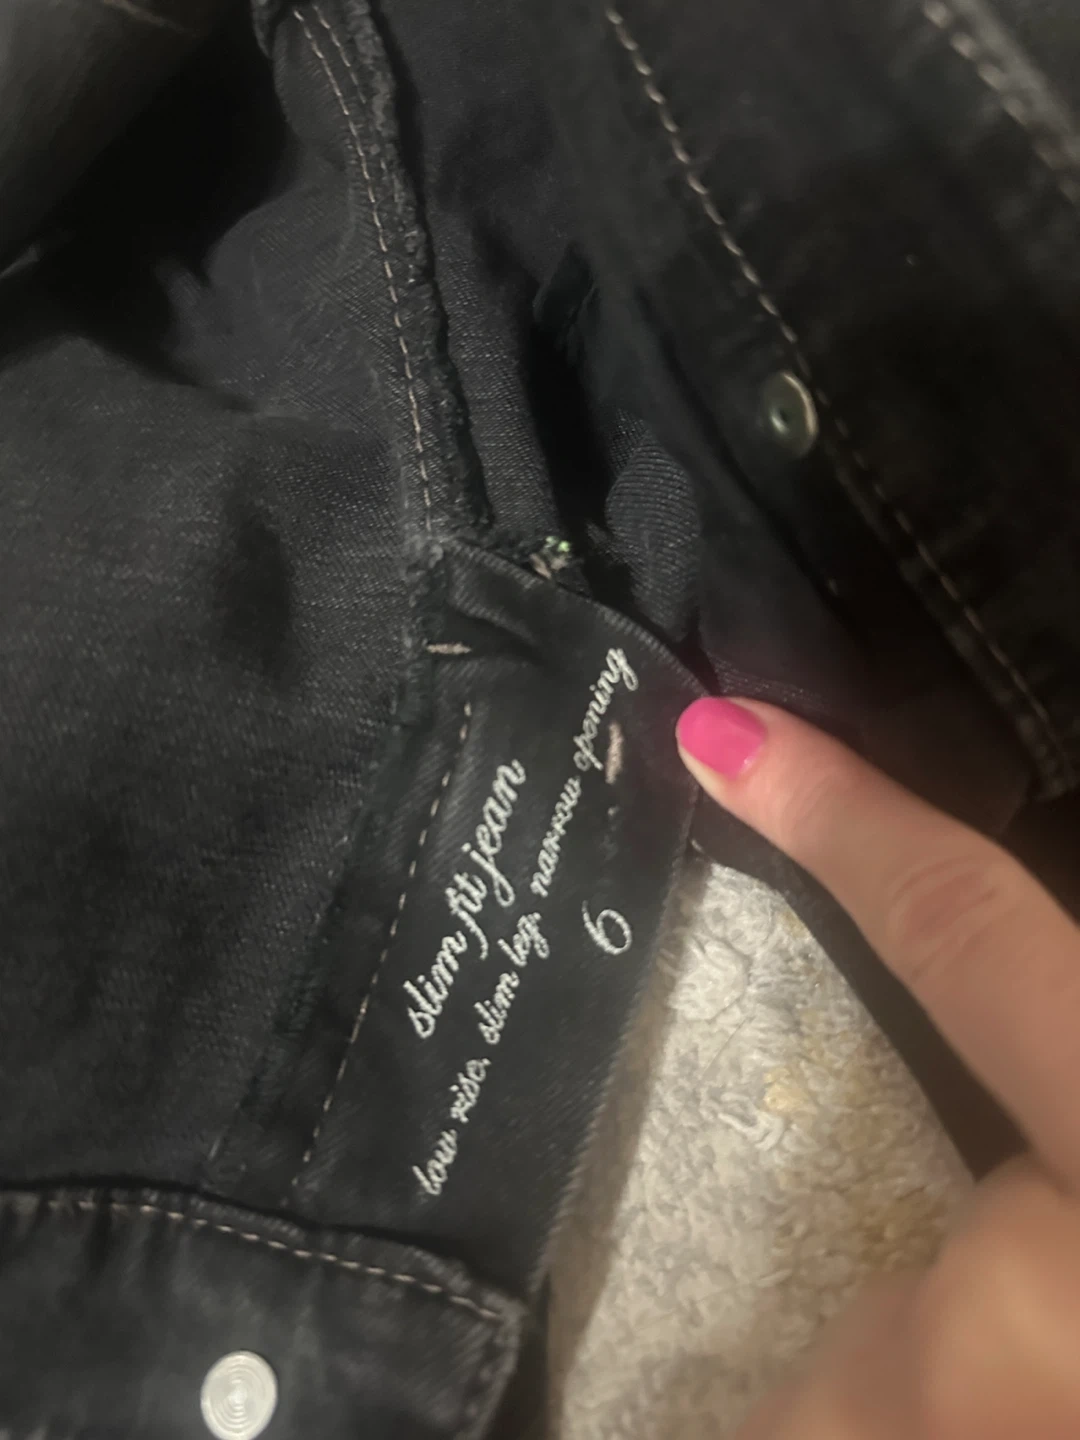 slim fit jean
low rise. slim leg. narrow opening
6